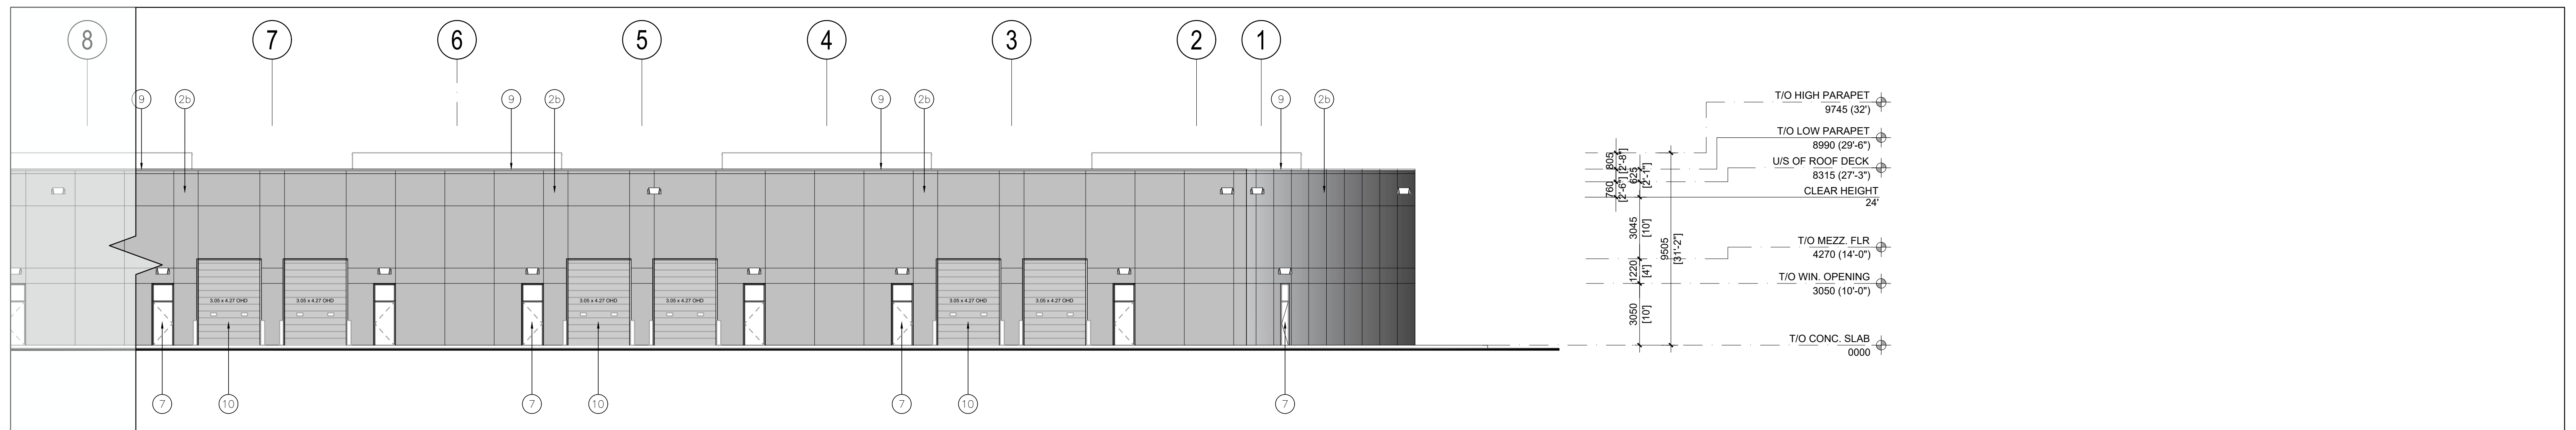 8
7
6
5
4
3
2
1
9
2b
9
2b
9
2b
9
2b
3.05 x 4.27 OHD
3.05 x 4.27 OHD
3.05 x 4.27 OHD
3.05 x 4.27 OHD
3.05 x 4.27 OHD
3.05 x 4.27 OHD
7
10
7
10
7
10
7
805
[2'-8"]
760
[2'-6"]
625
[2'-1"]
3045
[10']
1220
[4']
3050
[10']
9505
[31'-2"]
T/O HIGH PARAPET
9745 (32')
T/O LOW PARAPET
8990 (29'-6")
U/S OF ROOF DECK
8315 (27'-3")
CLEAR HEIGHT
24'
T/O MEZZ. FLR
4270 (14'-0")
T/O WIN. OPENING
3050 (10'-0")
T/O CONC. SLAB
0000